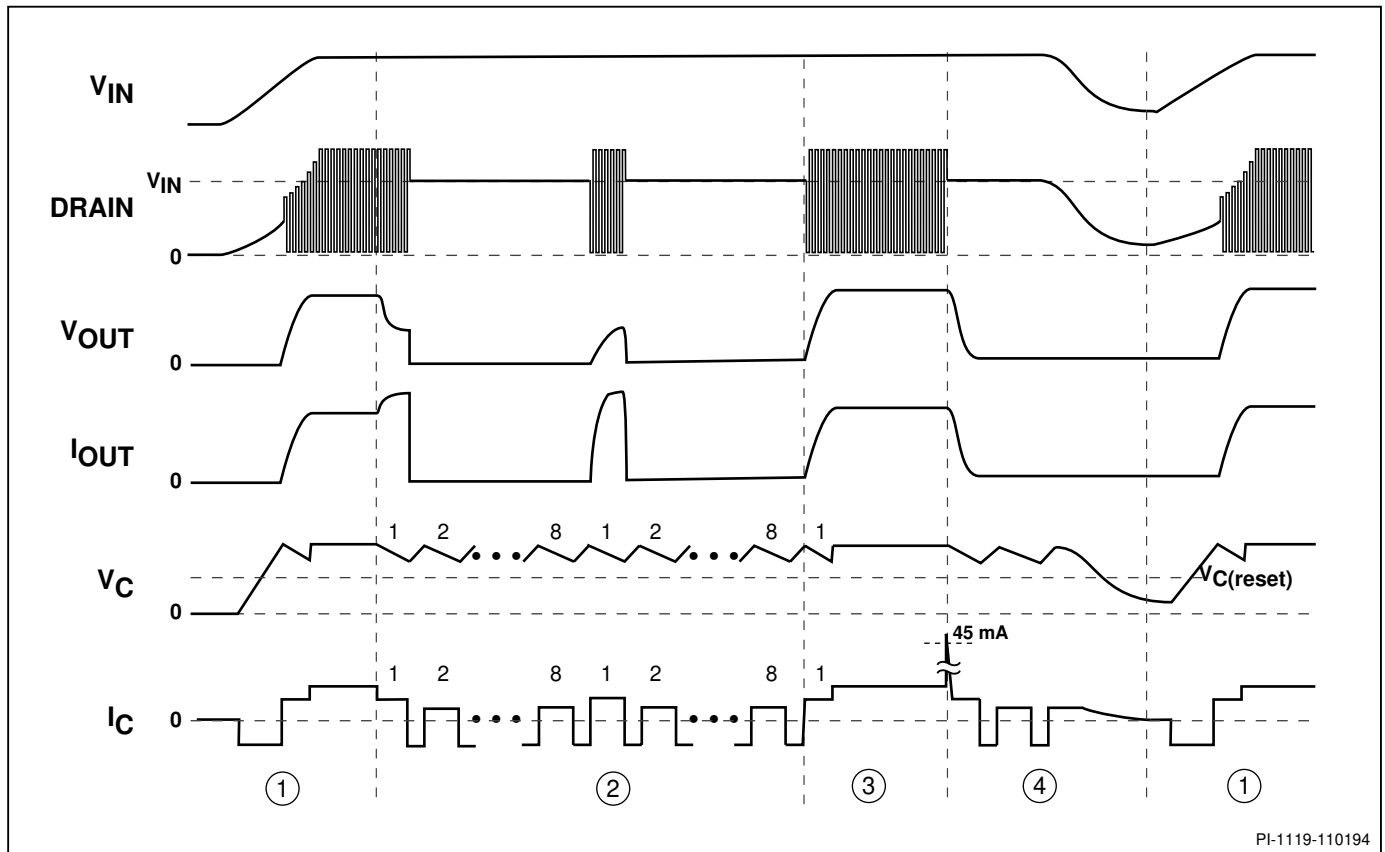 VIN
VIN
DRAIN
0
VOUT
0
IOUT
0
1 2 8 1 2 8 1
VC
VC(reset)
0
45 mA
1 2 8 1 2 8 1
IC
0
1 2 3 4 1
PI-1119-110194